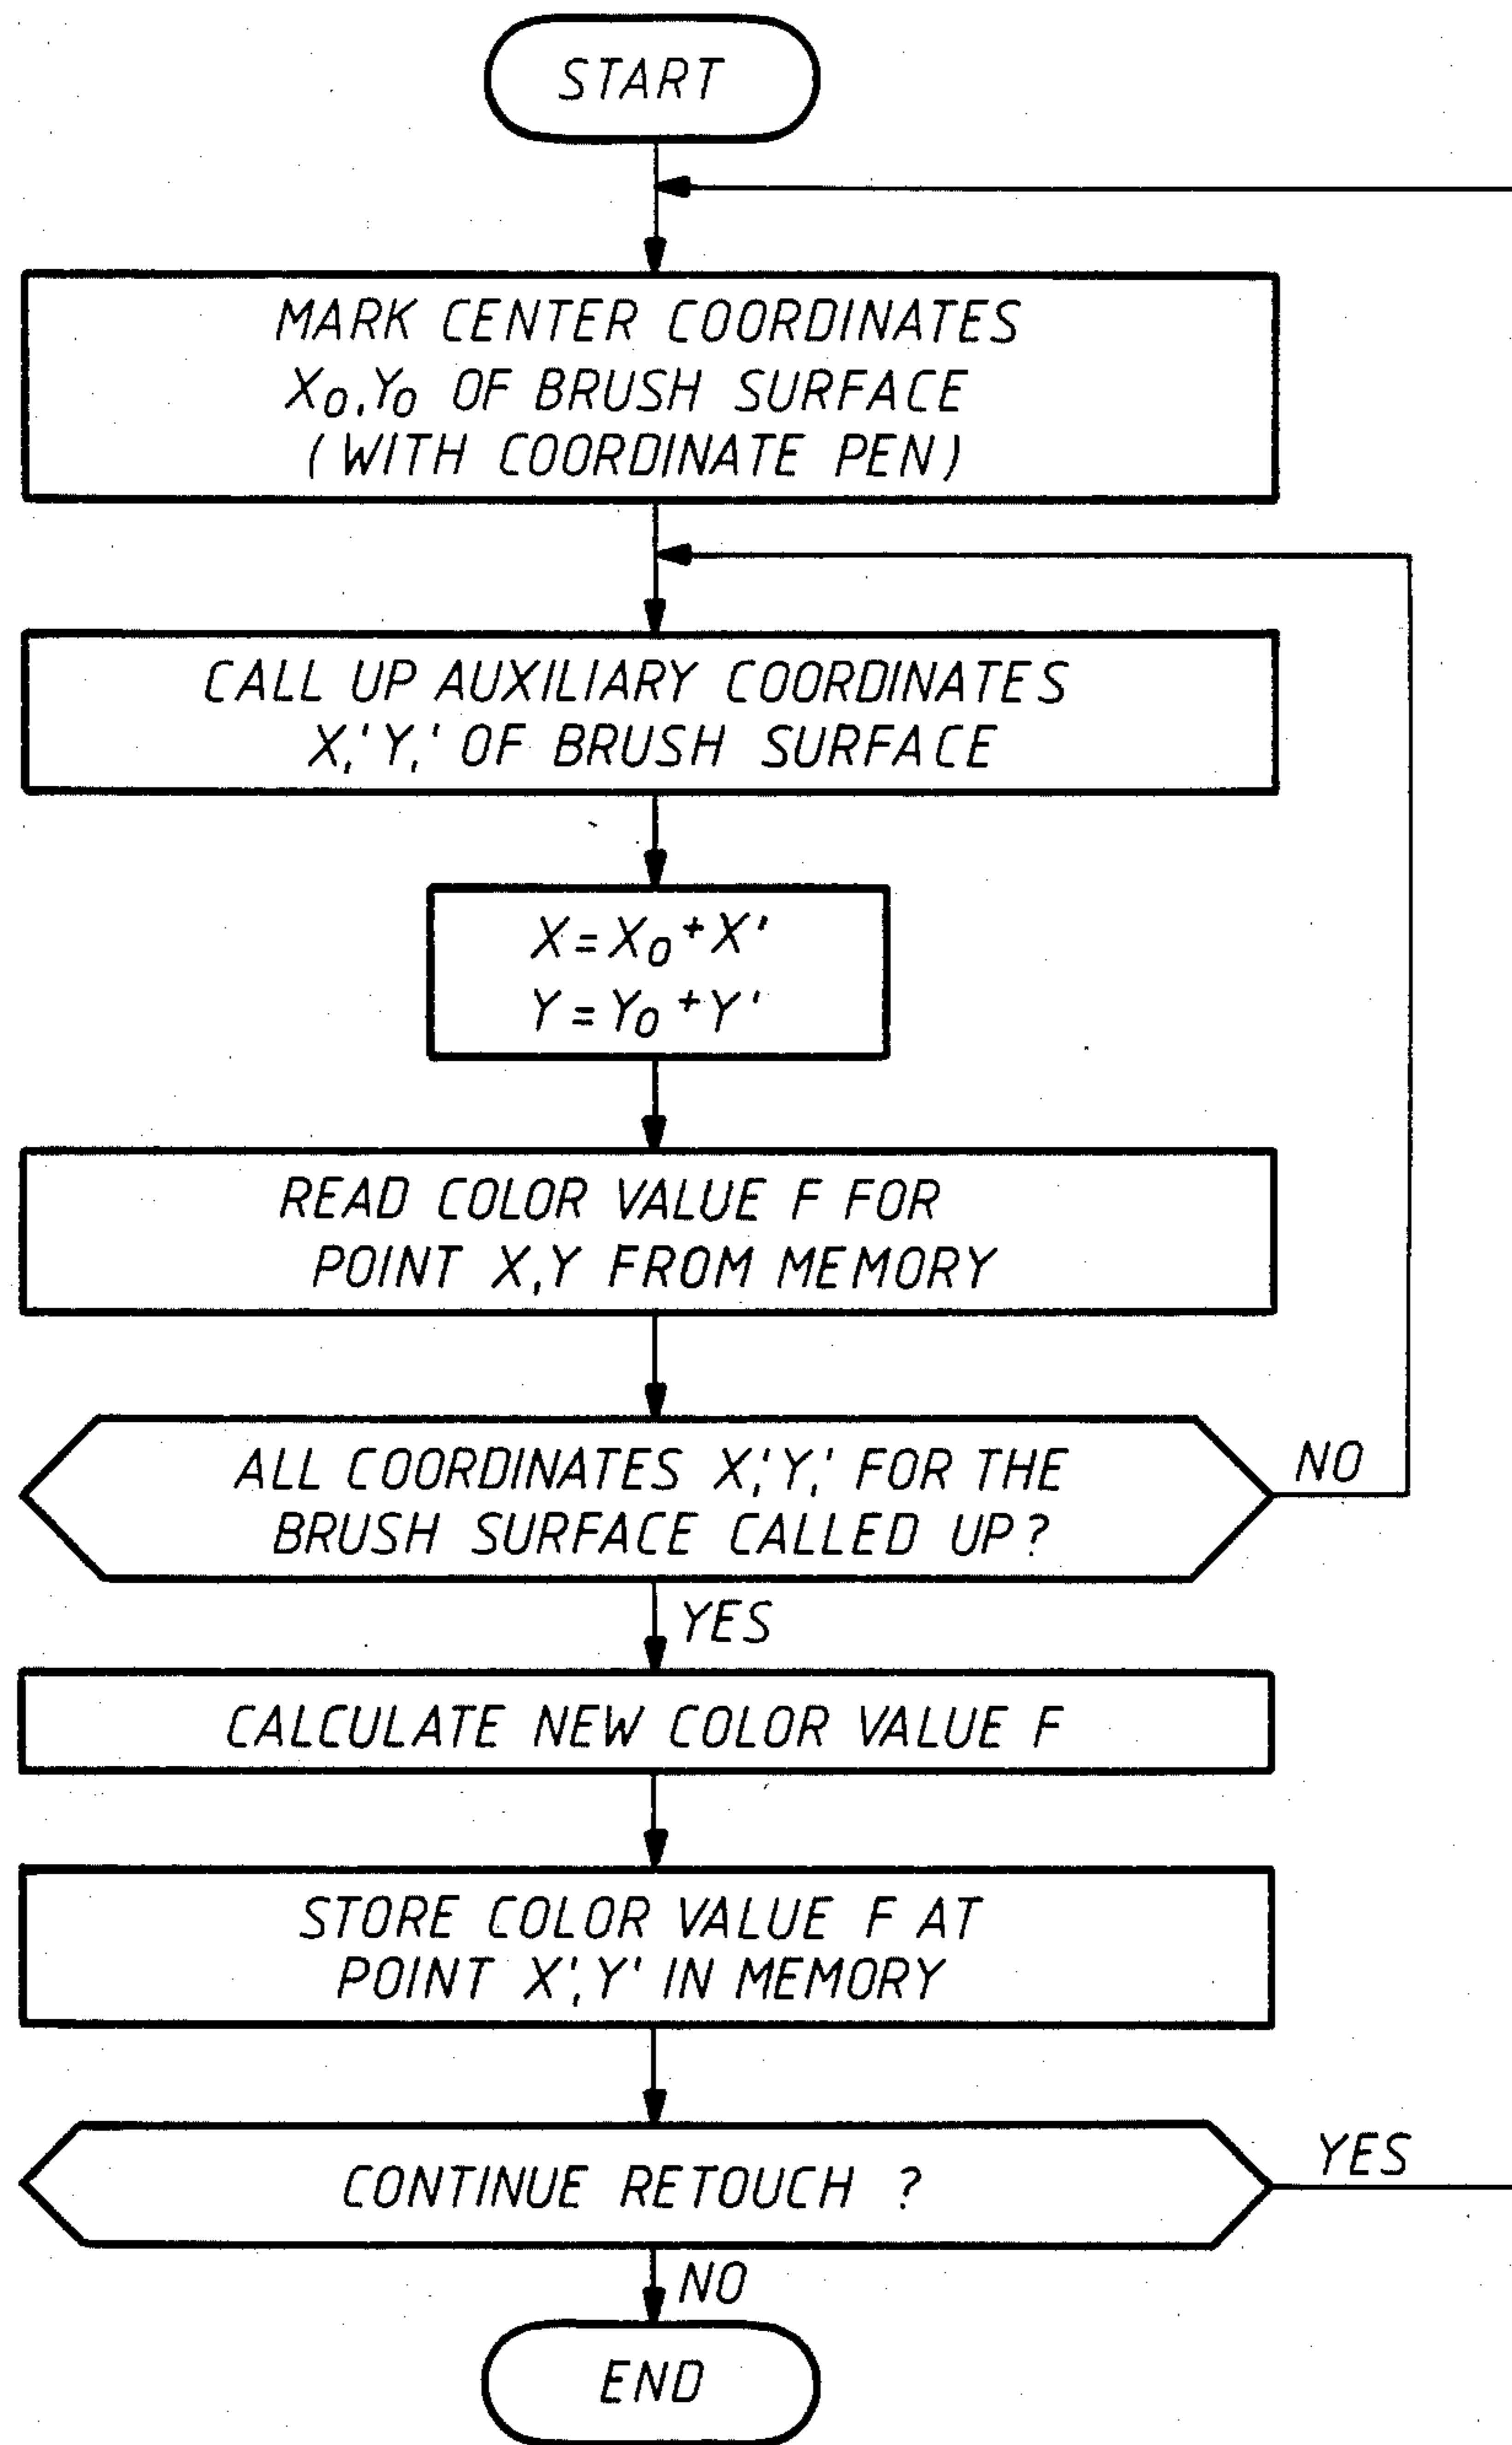 START
MARK CENTER COORDINATES
X₀,Y₀ OF BRUSH SURFACE
(WITH COORDINATE PEN)
CALL UP AUXILIARY COORDINATES
X,' Y,' OF BRUSH SURFACE
X=X₀+X'
Y=Y₀+Y'
READ COLOR VALUE F FOR
POINT X,Y FROM MEMORY
ALL COORDINATES X,'Y,' FOR THE
BRUSH SURFACE CALLED UP?
NO
YES
CALCULATE NEW COLOR VALUE F
STORE COLOR VALUE F AT
POINT X',Y' IN MEMORY
CONTINUE RETOUCH ?
YES
NO
END